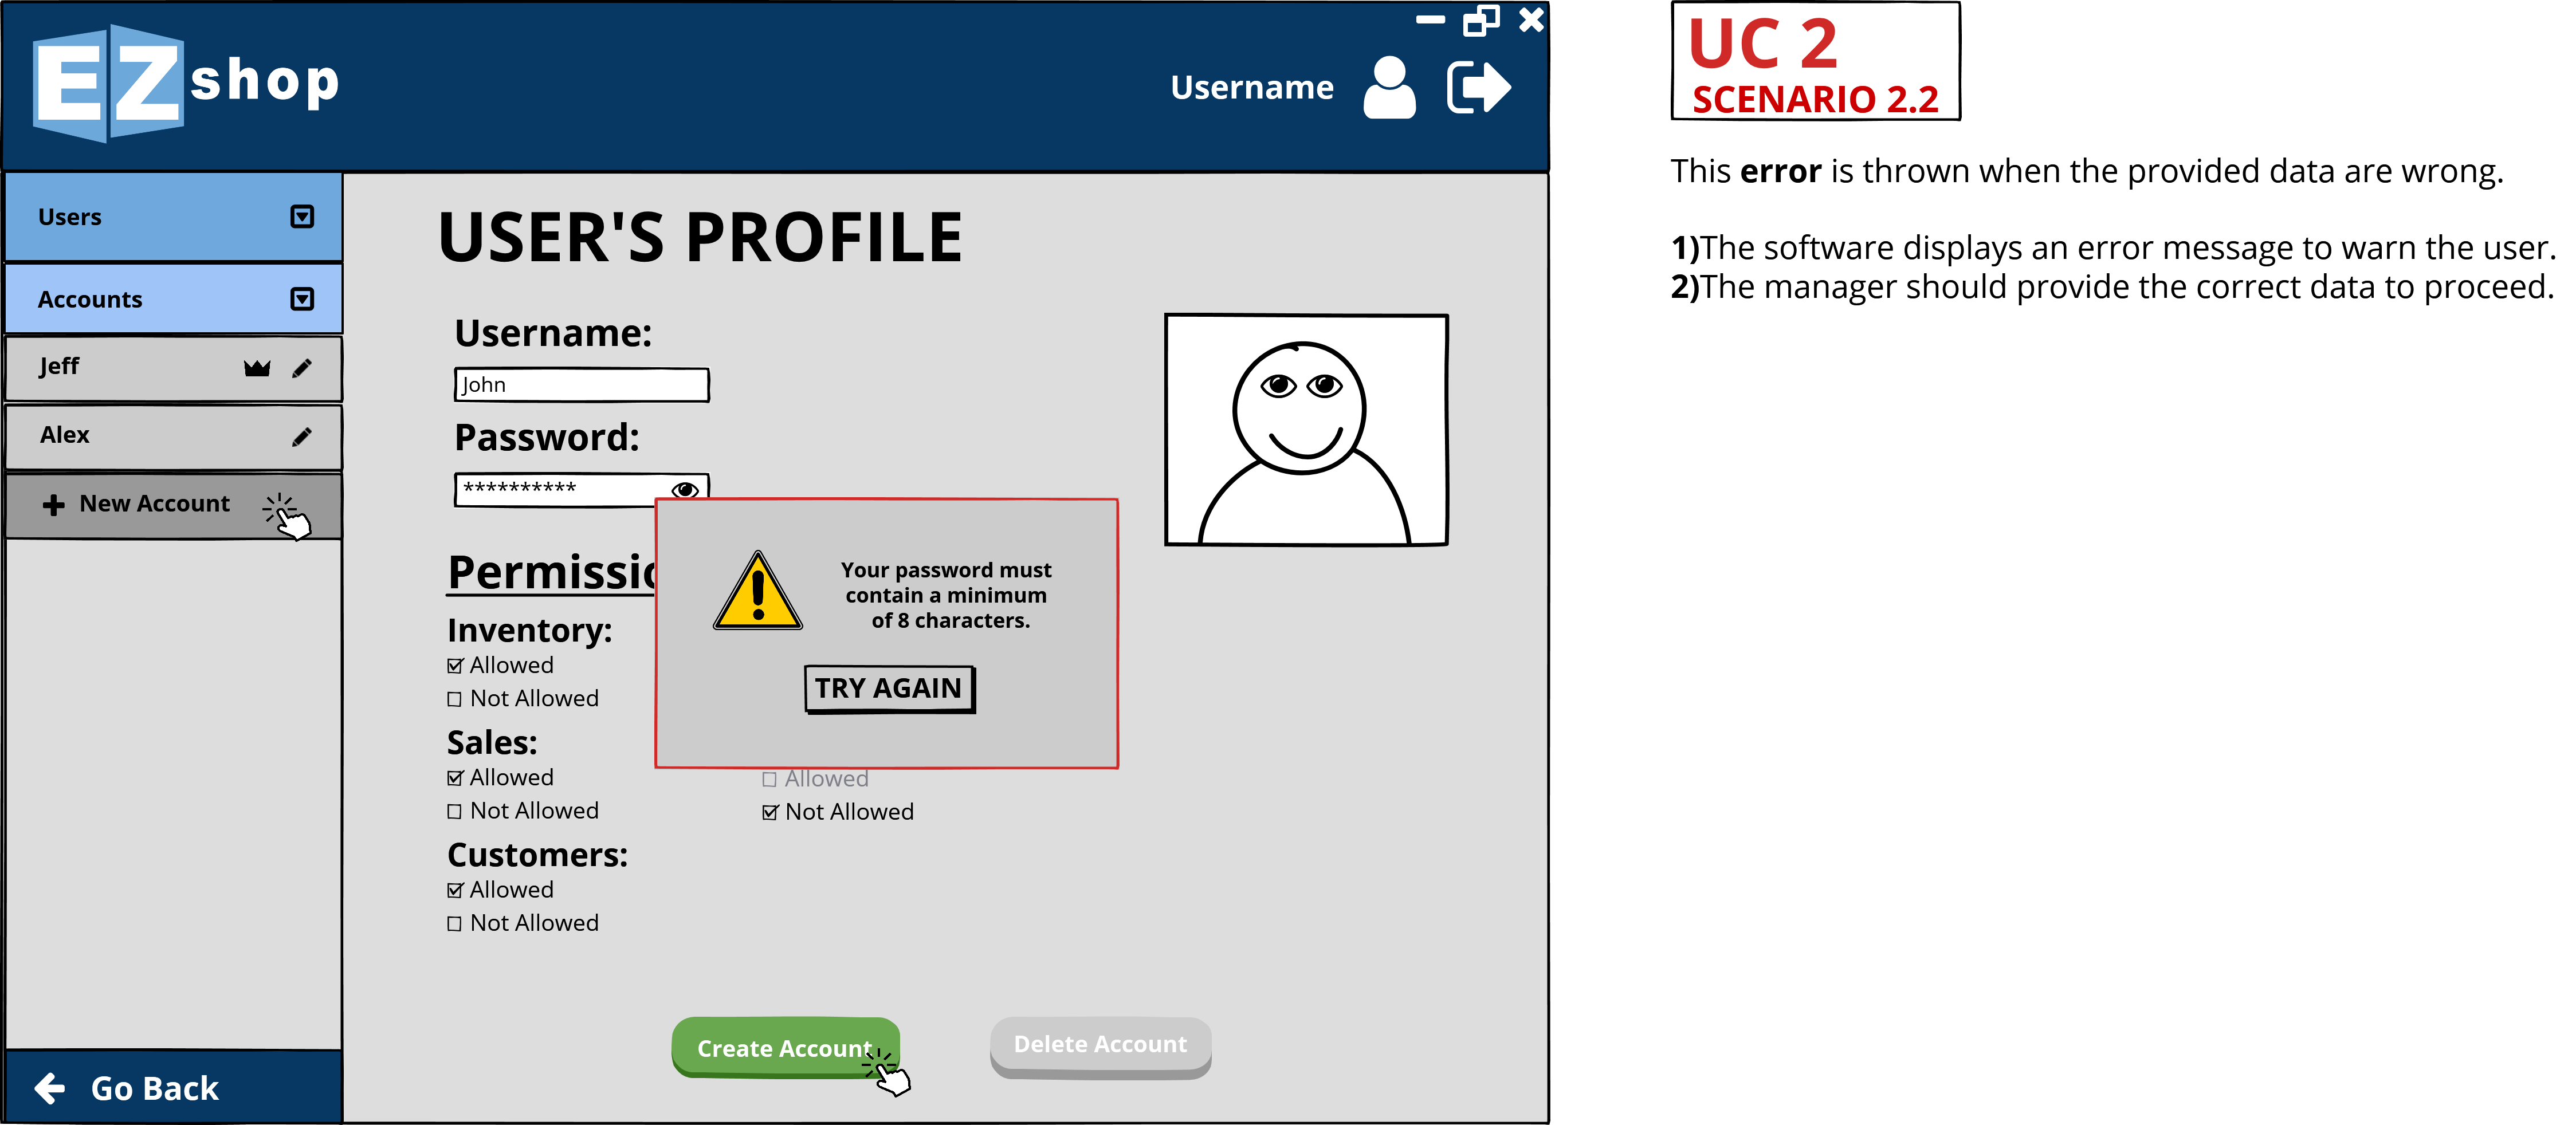 EZshop
Username
Users
Accounts
Jeff
Alex
New Account
Go Back
USER'S PROFILE
Username:
John
Password:
**********
Your password must
contain a minimum
of 8 characters.
TRY AGAIN
Inventory:
Allowed
Not Allowed
Sales:
Allowed
Not Allowed
Allowed
Not Allowed
Customers:
Allowed
Not Allowed
Create Account
Delete Account
UC 2
SCENARIO 2.2
This error is thrown when the provided data are wrong.
1)The software displays an error message to warn the user.
2)The manager should provide the correct data to proceed.